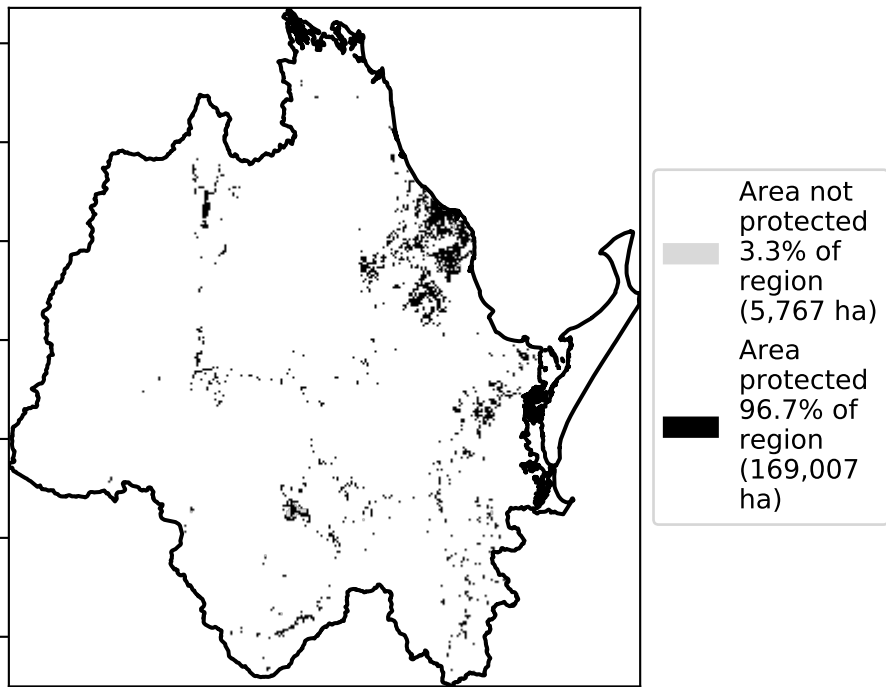 Area not
protected
3.3% of
region
(5,767 ha)
Area
protected
96.7% of
region
(169,007
ha)